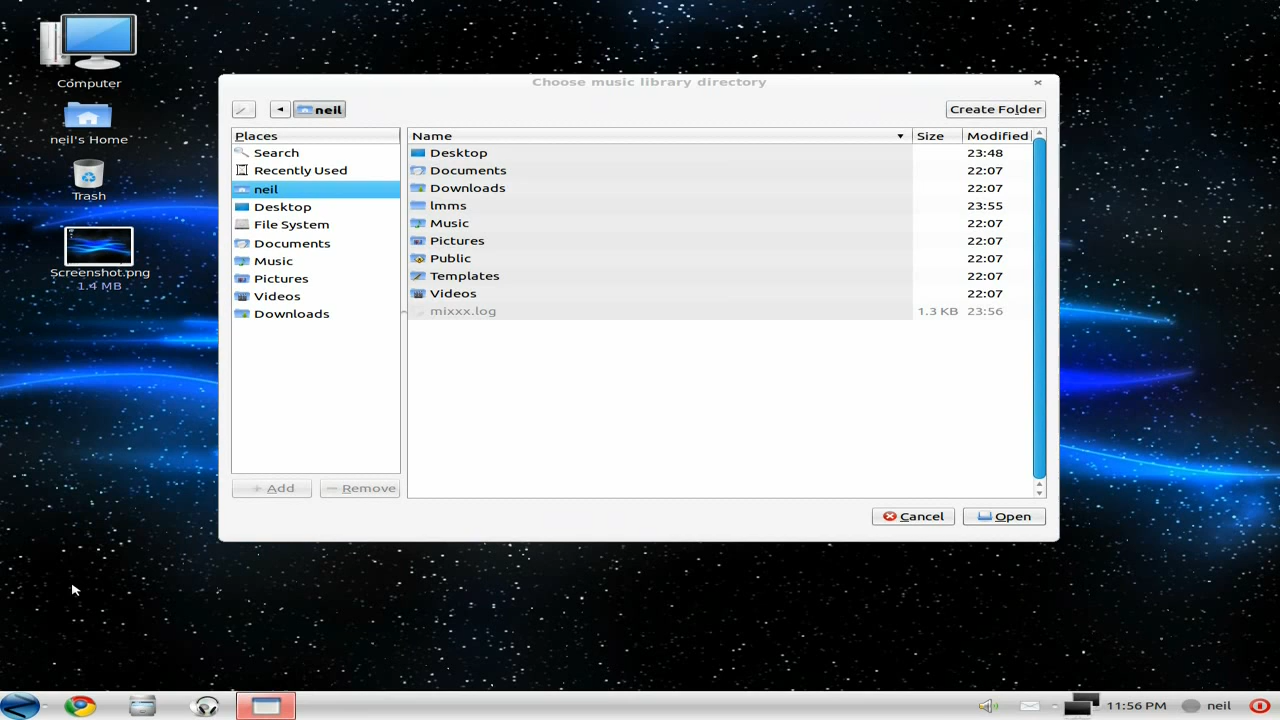 Computer
neil's Home
Trash
Screenshot.png
1.4 MB
Choose music library directory
neil
Create Folder
Places
Search
Recently Used
neil
Desktop
File System
Documents
Music
Pictures
Videos
Downloads
Add
Remove
Name Size Modified
Desktop 23:48
Documents 22:07
Downloads 22:07
lmms 23:55
Music 22:07
Pictures 22:07
Public 22:07
Templates 22:07
Videos 22:07
mixxx.log 1.3 KB 23:56
Cancel
Open
11:56 PM neil